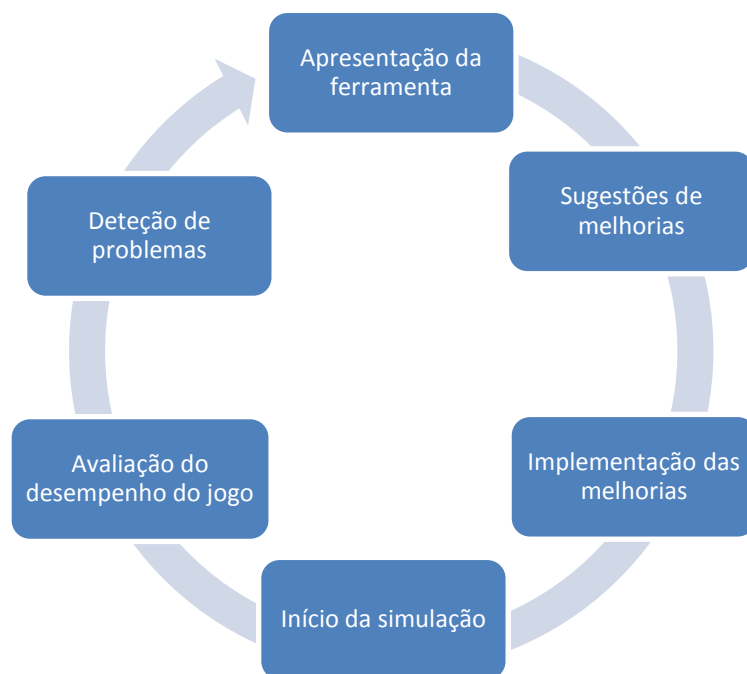 Apresentação da
ferramenta
Sugestões de
melhorias
Implementação das
melhorias
Início da simulação
Avaliação do
desempenho do jogo
Deteção de
problemas